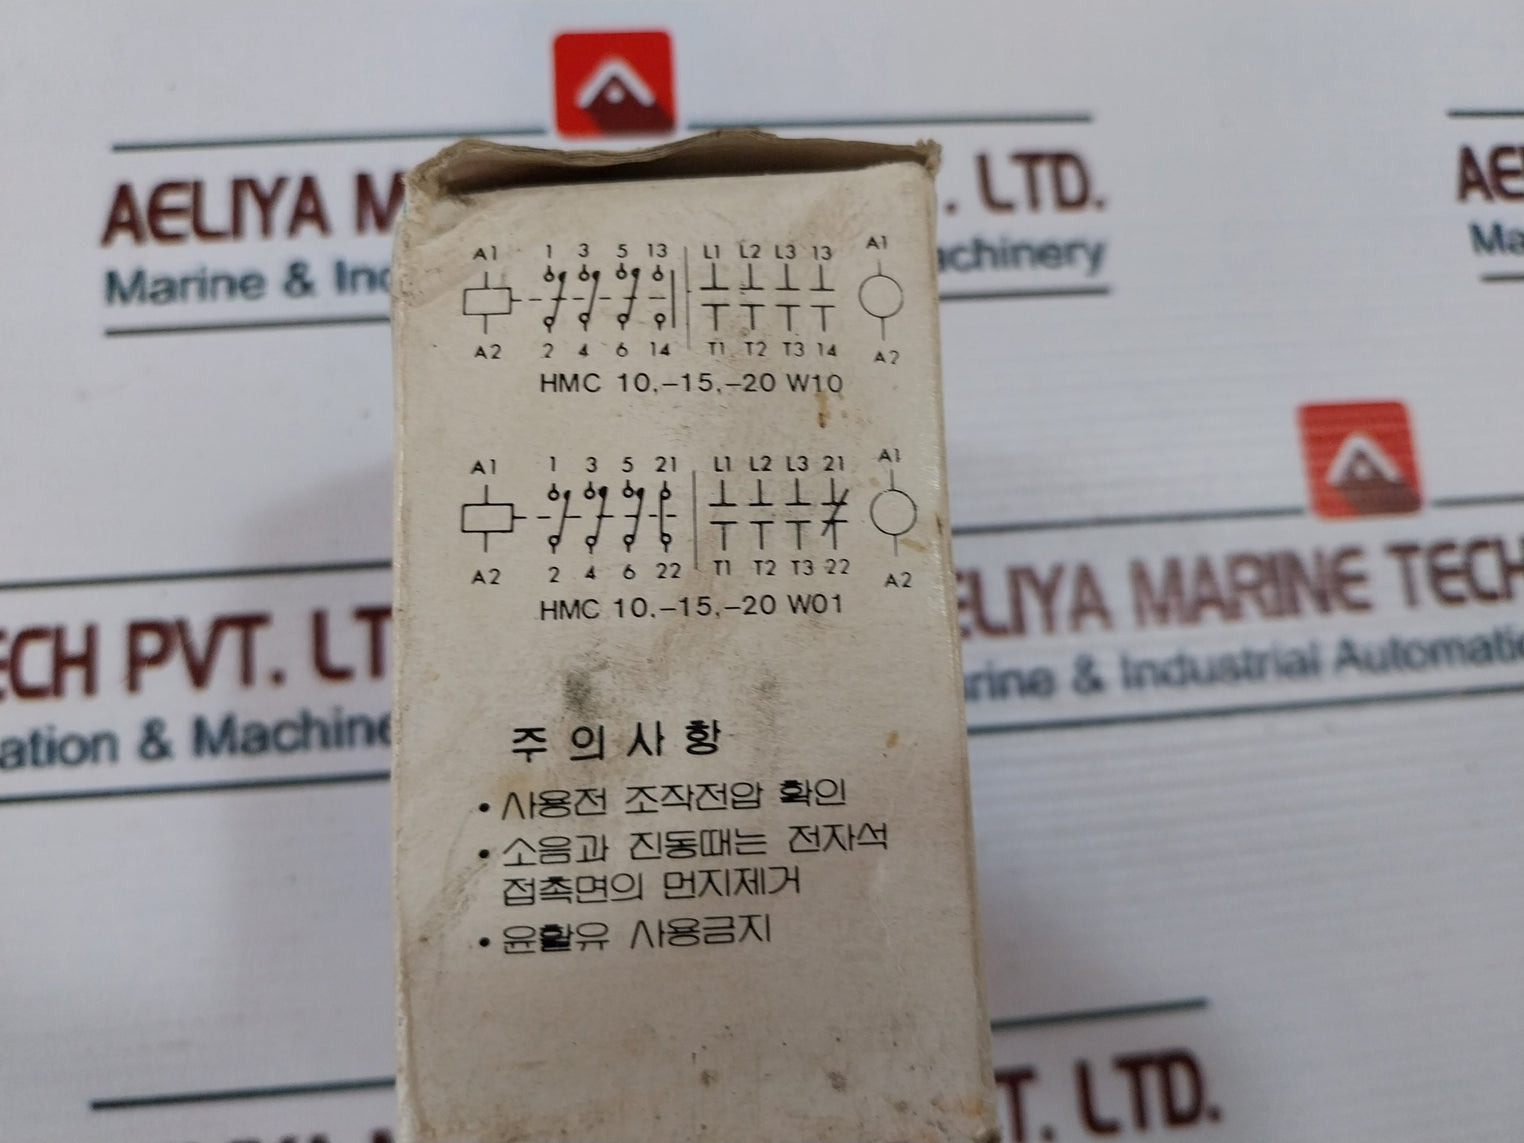 AELIYA M
. LTD.
AE
Marine & Ind
achinery
Ma
A1 1 3 5 13 L1 L2 L3 13 A1
A2 2 4 6 14 T1 T2 T3 14 A2
HMC 10,-15,-20 W10
A1 1 3 5 21 L1 L2 L3 21 A1
A2 2 4 6 22 T1 T2 T3 22 A2
HMC 10,-15,-20 W01
ECH PVT. LT
ELIYA MARINE TECH
ation & Machine
rine & Industrial Automatio
주의사항
• 사용전 조작전압 확인
• 소음과 진동때는 전자석
접촉면의 먼지제거
• 윤활유 사용금지
T. LTD.